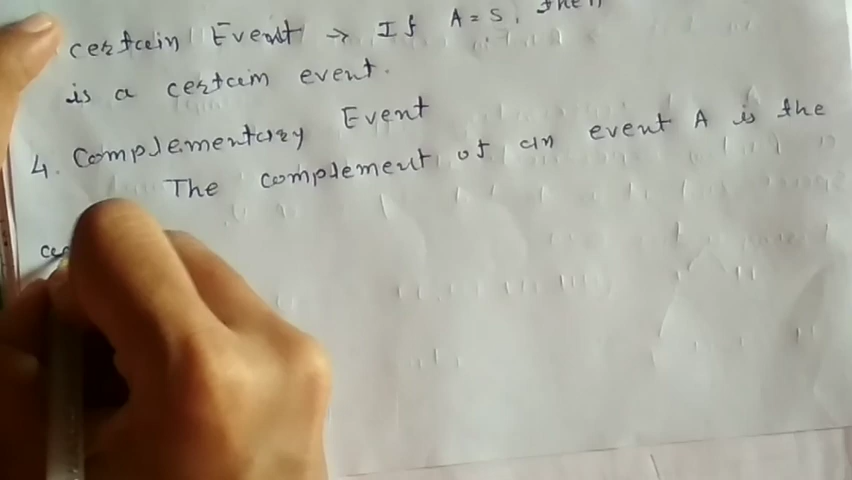 certain Event → If A = S, then
is a certain event.
4. Complementary Event
The complement of an event A is the